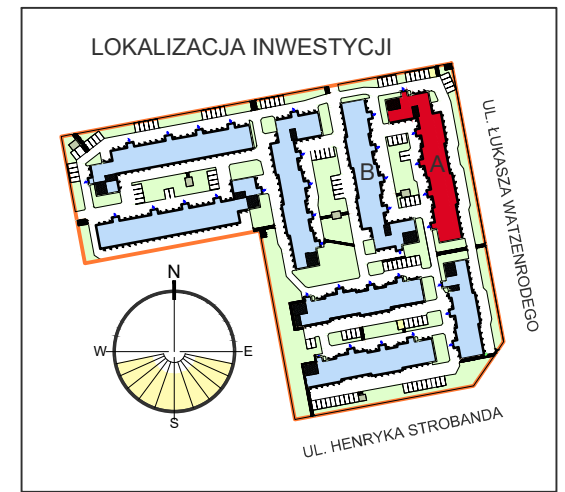 LOKALIZACJA INWESTYCJI
UL. ŁUKASZA WATZENRODEGO
A
B
N
W
E
S
UL. HENRYKA STROBANDA